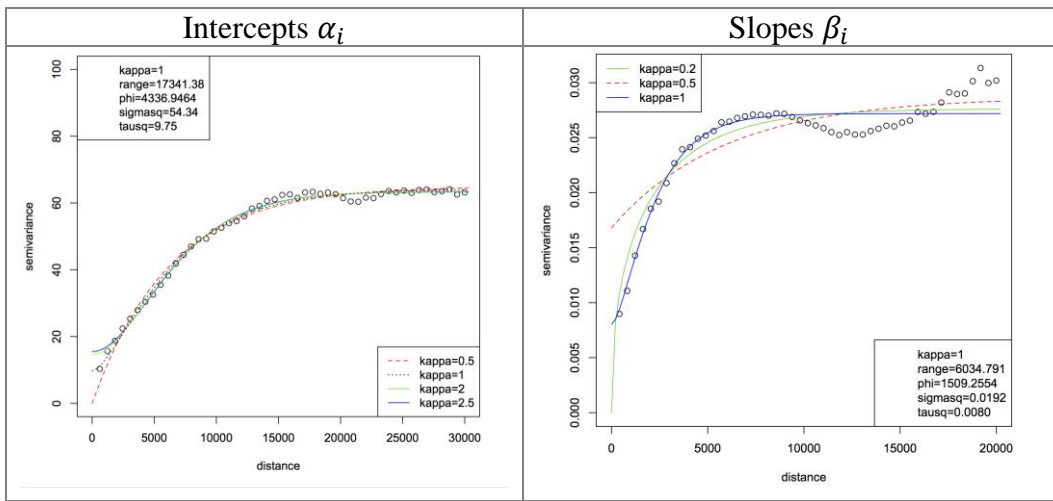 Intercepts αᵢ
Slopes βᵢ
kappa=1
range=17341.38
phi=4336.9464
sigmasq=54.34
tausq=9.75
semivariance
0
20
40
60
80
100
kappa=0.5
kappa=1
kappa=2
kappa=2.5
0
5000
10000
15000
20000
25000
30000
distance
kappa=0.2
kappa=0.5
kappa=1
semivariance
0.000
0.005
0.010
0.015
0.020
0.025
0.030
kappa=1
range=6034.791
phi=1509.2554
sigmasq=0.0192
tausq=0.0080
0
5000
10000
15000
20000
distance